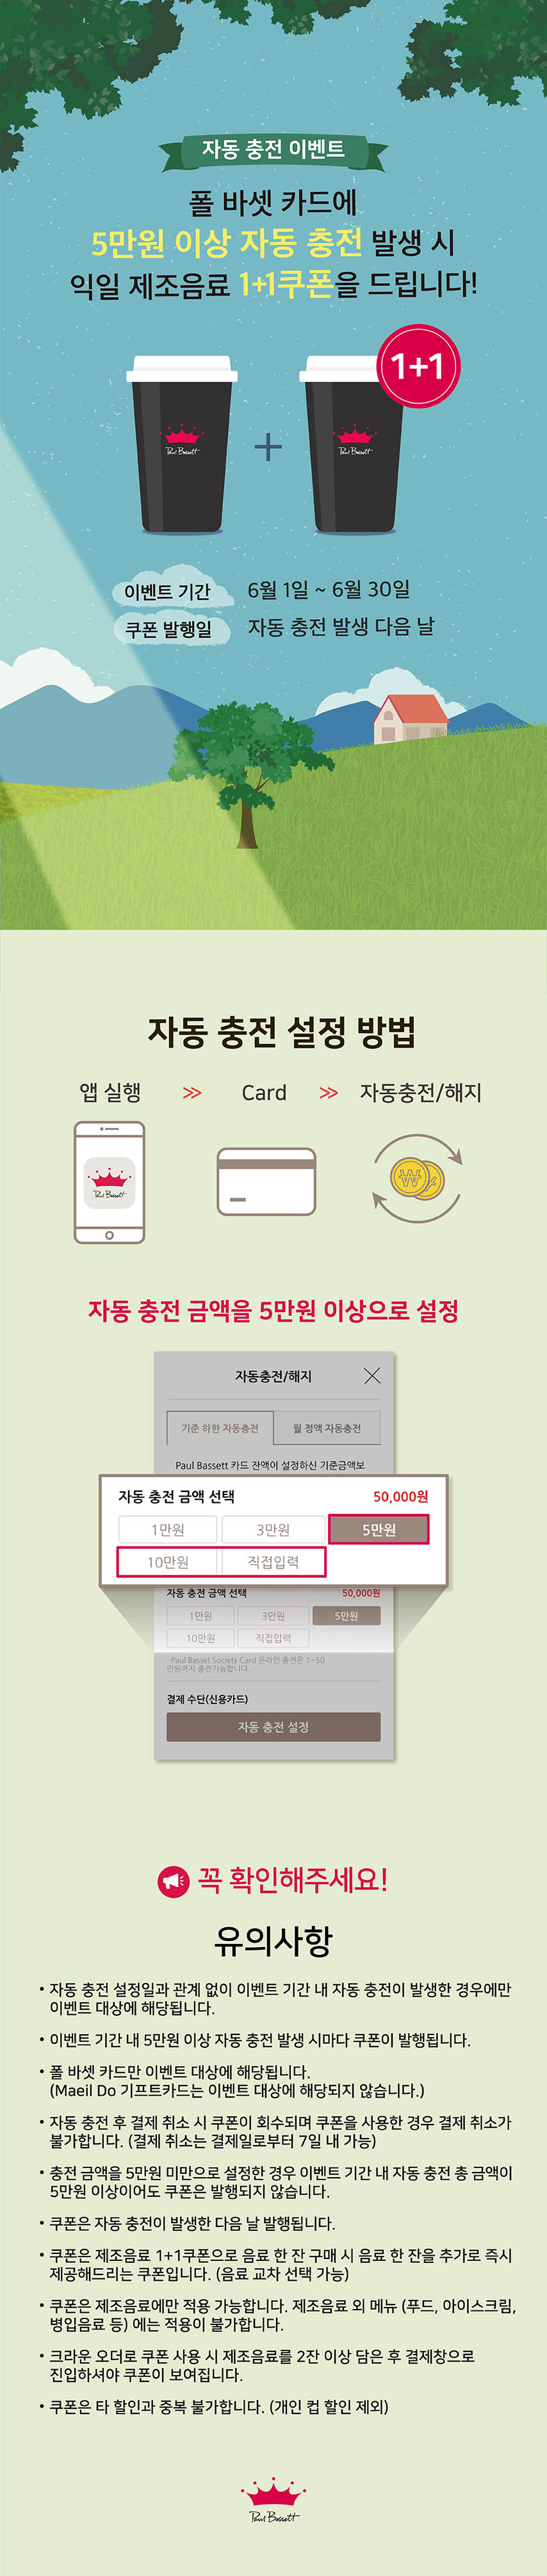 자동 충전 이벤트
폴 바셋 카드에
5만원 이상 자동 충전 발생 시
익일 제조음료 1+1쿠폰을 드립니다!
1+1
Paul Bassett
+
Paul Bassett
이벤트 기간 6월 1일 ~ 6월 30일
쿠폰 발행일 자동 충전 발생 다음 날
자동 충전 설정 방법
앱 실행 >> Card >> 자동충전/해지
Paul Bassett
₩
자동 충전 금액을 5만원 이상으로 설정
자동충전/해지
기준 하한 자동충전 월 정액 자동충전
Paul Bassett 카드 잔액이 설정하신 기준금액보
자동 충전 금액 선택 50,000원
1만원 3만원 5만원
10만원 직접입력
자동 충전 금액 선택 50,000원
1만원 3만원 5만원
10만원 직접입력
- Paul Basset Society Card 온라인 충전은 1~50
만원까지 충전가능합니다.
결제 수단(신용카드)
자동 충전 설정
꼭 확인해주세요!
유의사항
• 자동 충전 설정일과 관계 없이 이벤트 기간 내 자동 충전이 발생한 경우에만
이벤트 대상에 해당됩니다.
• 이벤트 기간 내 5만원 이상 자동 충전 발생 시마다 쿠폰이 발행됩니다.
• 폴 바셋 카드만 이벤트 대상에 해당됩니다.
(Maeil Do 기프트카드는 이벤트 대상에 해당되지 않습니다.)
• 자동 충전 후 결제 취소 시 쿠폰이 회수되며 쿠폰을 사용한 경우 결제 취소가
불가합니다. (결제 취소는 결제일로부터 7일 내 가능)
• 충전 금액을 5만원 미만으로 설정한 경우 이벤트 기간 내 자동 충전 총 금액이
5만원 이상이어도 쿠폰은 발행되지 않습니다.
• 쿠폰은 자동 충전이 발생한 다음 날 발행됩니다.
• 쿠폰은 제조음료 1+1쿠폰으로 음료 한 잔 구매 시 음료 한 잔을 추가로 즉시
제공해드리는 쿠폰입니다. (음료 교차 선택 가능)
• 쿠폰은 제조음료에만 적용 가능합니다. 제조음료 외 메뉴 (푸드, 아이스크림,
병입음료 등) 에는 적용이 불가합니다.
• 크라운 오더로 쿠폰 사용 시 제조음료를 2잔 이상 담은 후 결제창으로
진입하셔야 쿠폰이 보여집니다.
• 쿠폰은 타 할인과 중복 불가합니다. (개인 컵 할인 제외)
Paul Bassett